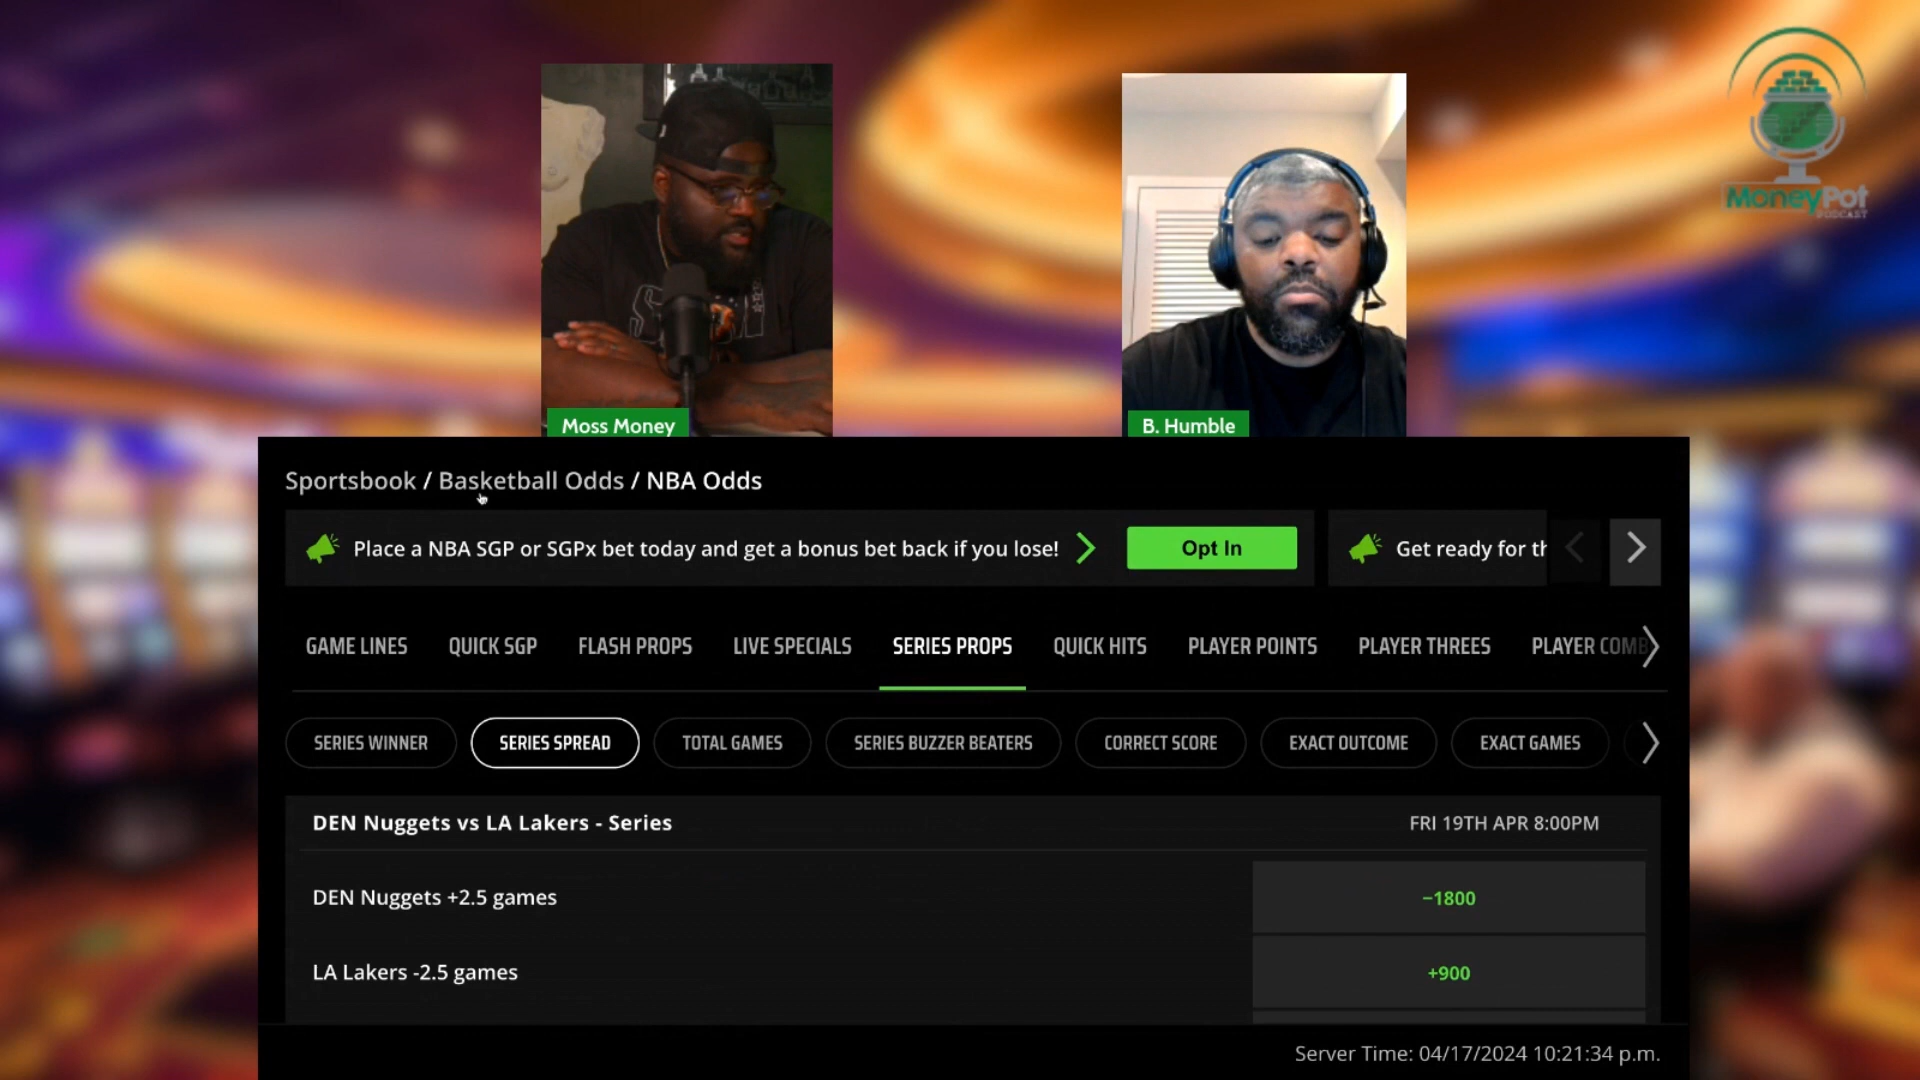 MoneyPot
PODCAST
Moss Money
B. Humble
Sportsbook / Basketball Odds / NBA Odds
Place a NBA SGP or SGPx bet today and get a bonus bet back if you lose!
Opt In
Get ready for th
GAME LINES QUICK SGP FLASH PROPS LIVE SPECIALS SERIES PROPS QUICK HITS PLAYER POINTS PLAYER THREES PLAYER COMB
SERIES WINNER SERIES SPREAD TOTAL GAMES SERIES BUZZER BEATERS CORRECT SCORE EXACT OUTCOME EXACT GAMES
DEN Nuggets vs LA Lakers - Series FRI 19TH APR 8:00PM
DEN Nuggets +2.5 games −1800
LA Lakers -2.5 games +900
Server Time: 04/17/2024 10:21:34 p.m.